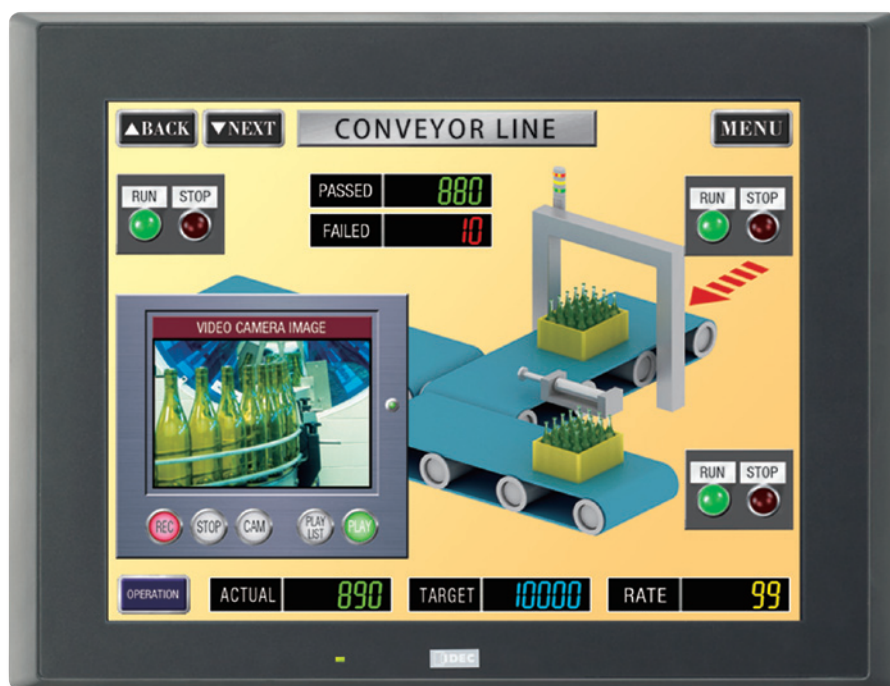 ▲BACK ▼NEXT CONVEYOR LINE MENU
RUN STOP
PASSED 880
FAILED 10
RUN STOP
VIDEO CAMERA IMAGE
REC STOP CAM PLAY LIST PLAY
RUN STOP
OPERATION ACTUAL 890 TARGET 10000 RATE 99
IDEC